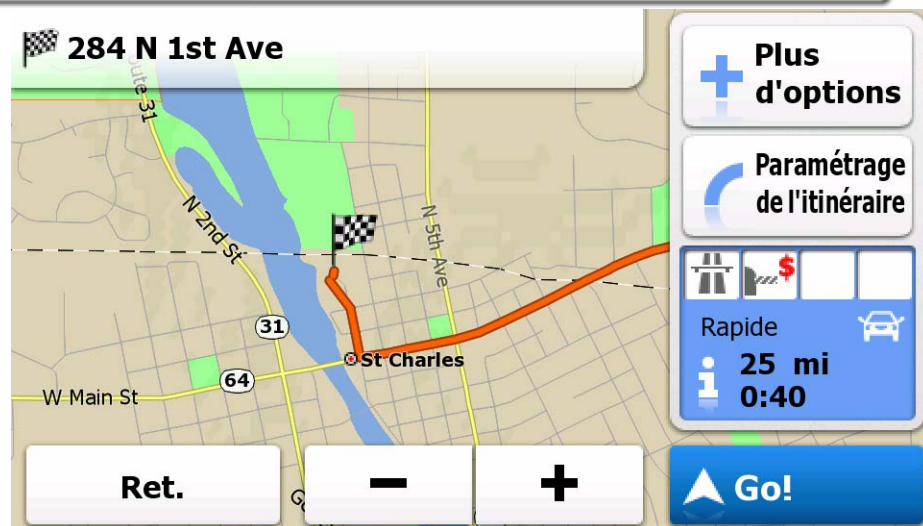 284 N 1st Ave
Plus
d'options
Paramétrage
de l'itinéraire
$
Rapide
25 mi
0:40
Go!
31
N 2nd St
N 5th Ave
31
St Charles
64
W Main St
Ret.
−
+